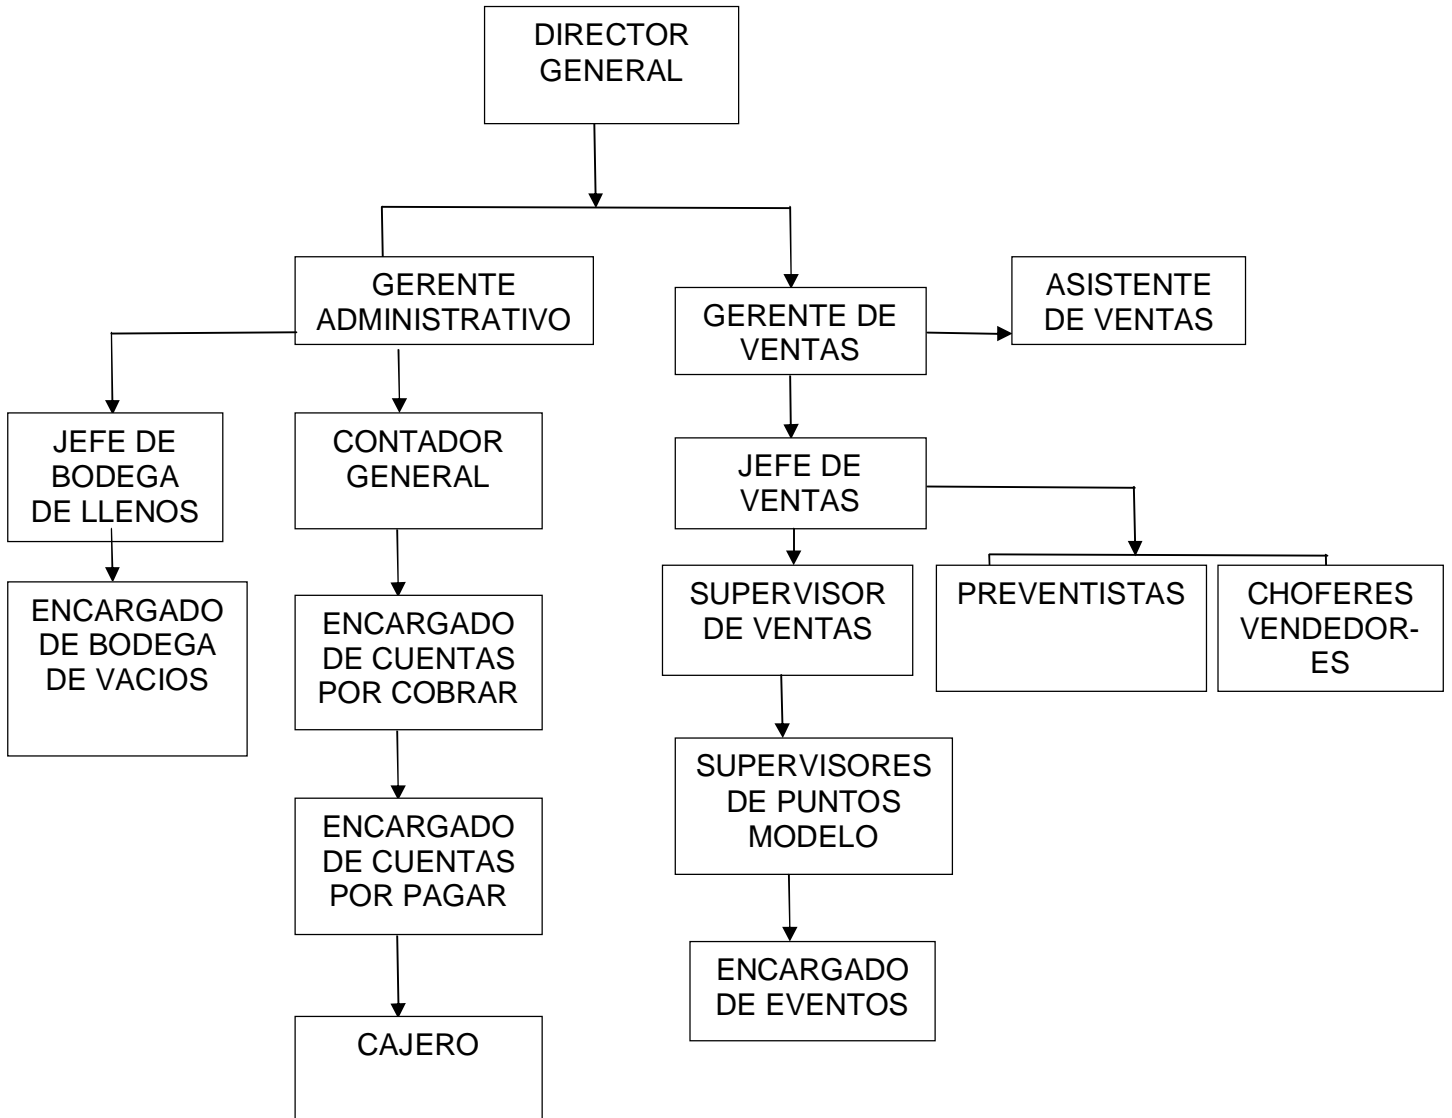 DIRECTOR
GENERAL
GERENTE
ADMINISTRATIVO
GERENTE DE
VENTAS
ASISTENTE
DE VENTAS
JEFE DE
BODEGA
DE LLENOS
CONTADOR
GENERAL
JEFE DE
VENTAS
ENCARGADO
DE BODEGA
DE VACIOS
ENCARGADO
DE CUENTAS
POR COBRAR
SUPERVISOR
DE VENTAS
PREVENTISTAS
CHOFERES
VENDEDOR-
ES
ENCARGADO
DE CUENTAS
POR PAGAR
SUPERVISORES
DE PUNTOS
MODELO
CAJERO
ENCARGADO
DE EVENTOS